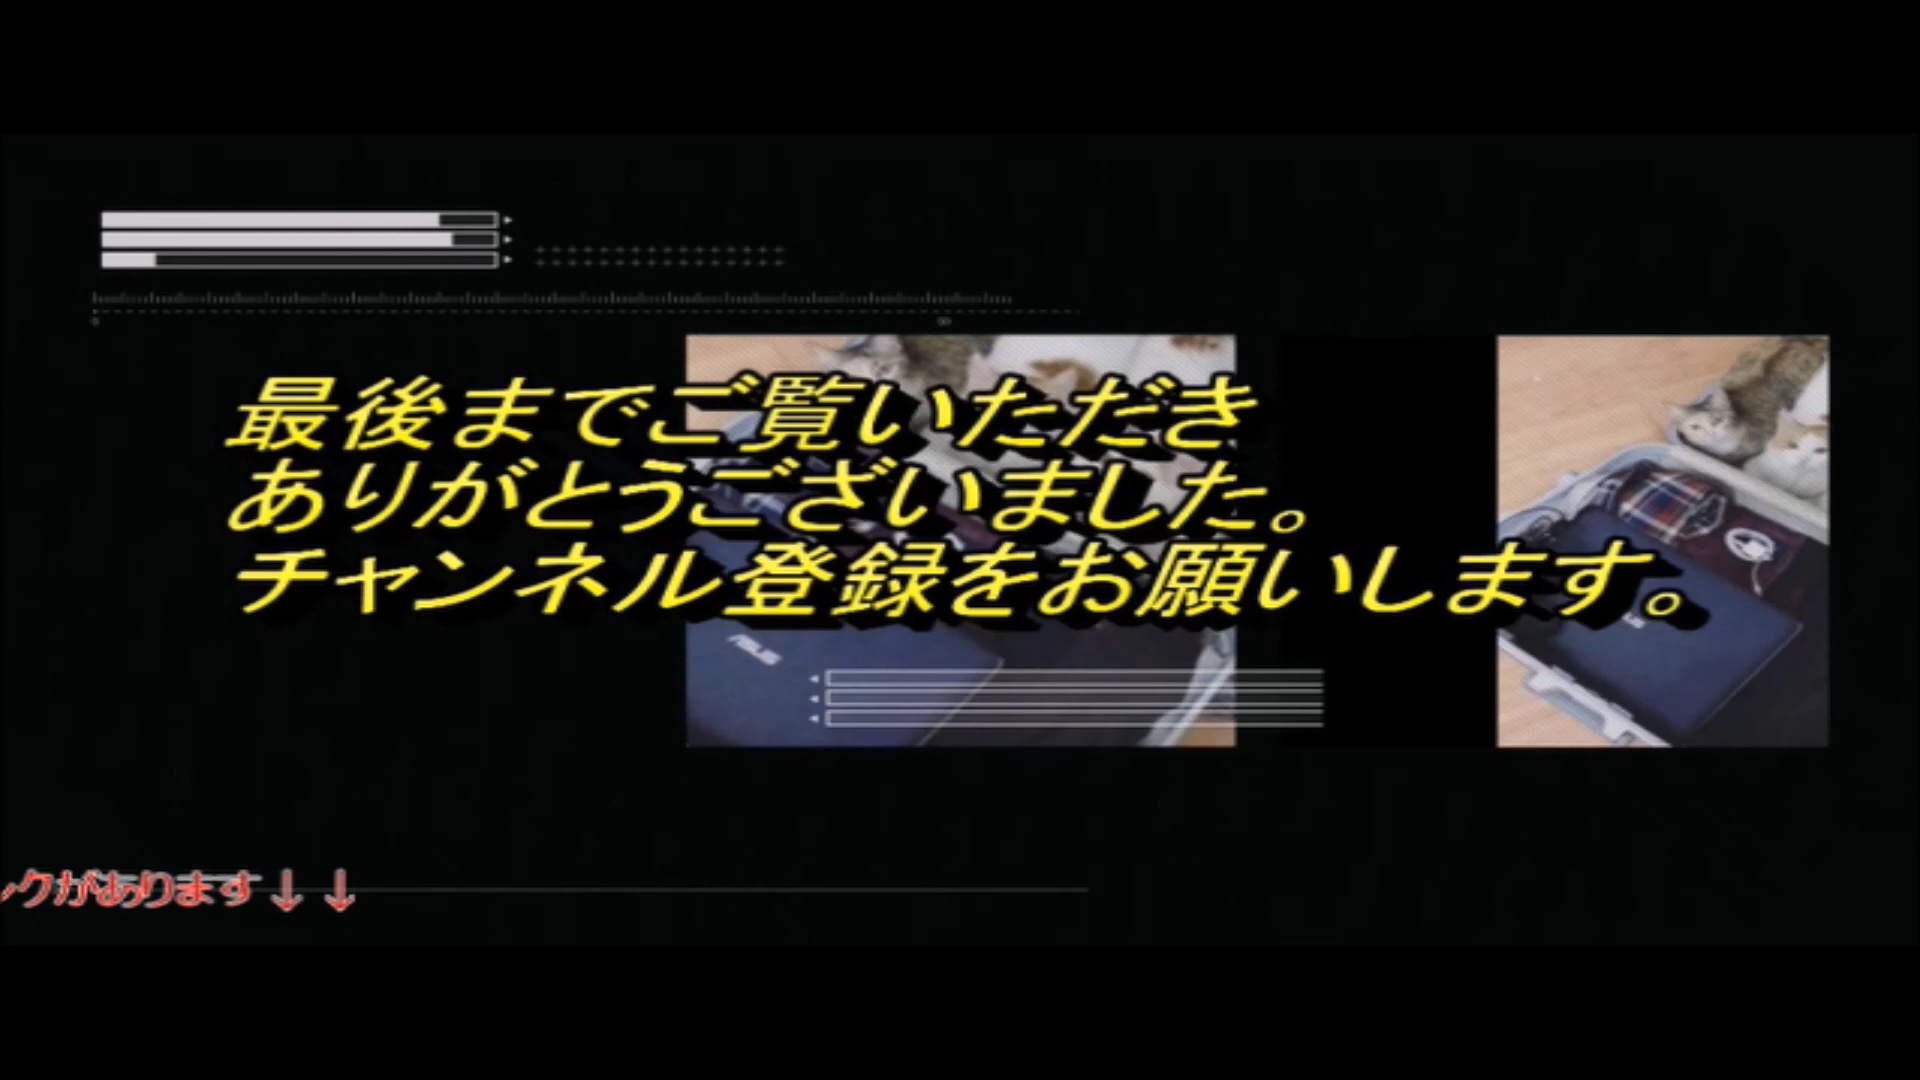 最後までご覧いただき
ありがとうございました。
チャンネル登録をお願いします。
ASUS
クがあります↓ ↓